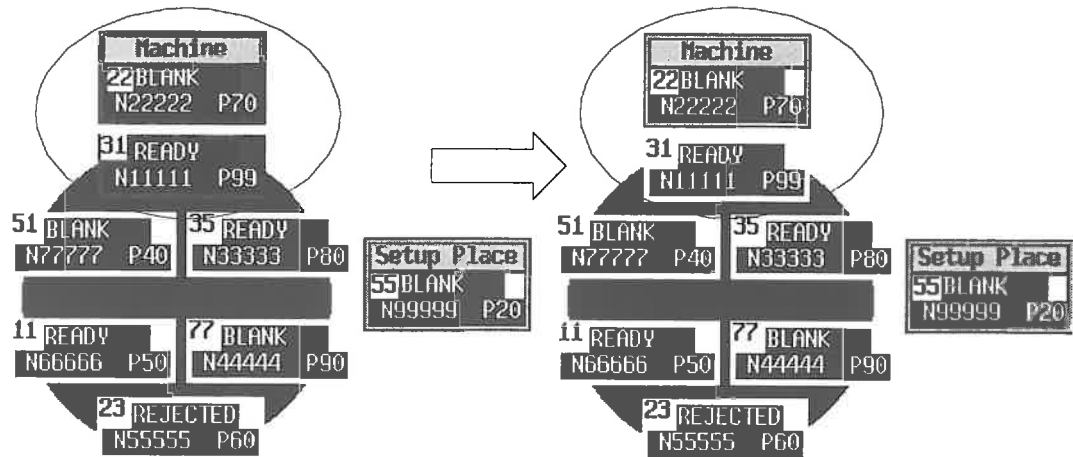 Machine
22 BLANK
N22222 P70
31 READY
N11111 P99
51 BLANK
N77777 P40
35 READY
N33333 P80
Setup Place
55 BLANK
N99999 P20
11 READY
N66666 P50
77 BLANK
N44444 P90
23 REJECTED
N55555 P60
Machine
22 BLANK
N22222 P70
31 READY
N11111 P99
51 BLANK
N77777 P40
35 READY
N33333 P80
Setup Place
55 BLANK
N99999 P20
11 READY
N66666 P50
77 BLANK
N44444 P90
23 REJECTED
N55555 P60